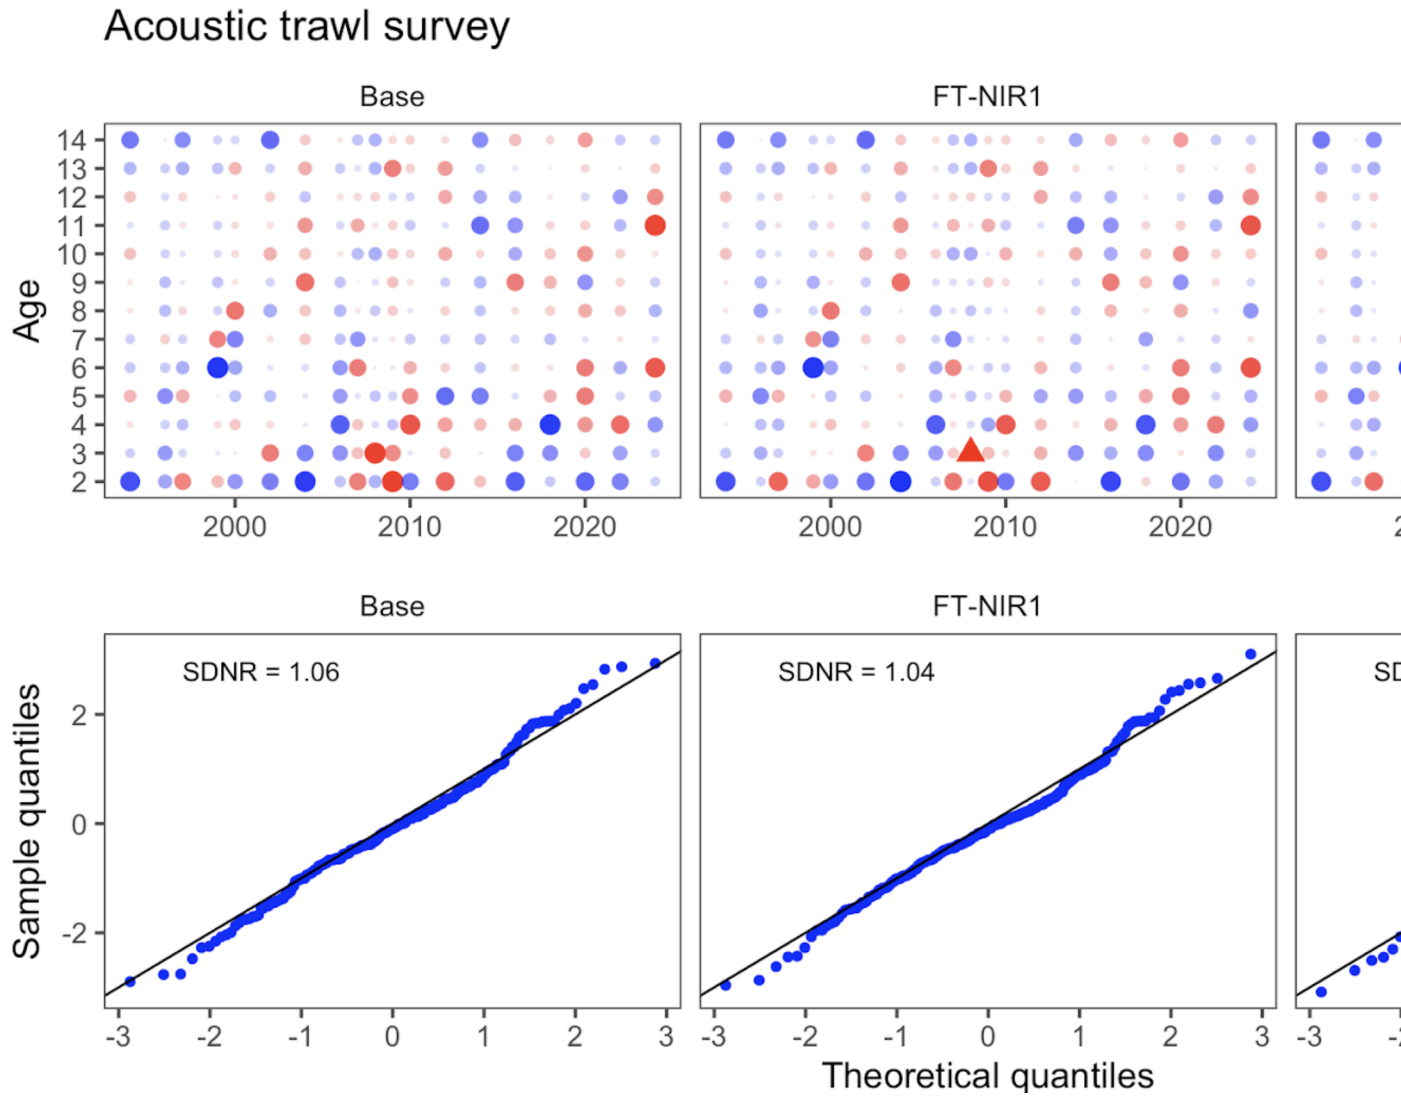 Acoustic trawl survey
Base FT-NIR1
14
13
12
11
10
9
8
7
6
5
4
3
2
Age
2000 2010 2020 2000 2010 2020
Base FT-NIR1
SDNR = 1.06 SDNR = 1.04
2
0
-2
Sample quantiles
-3 -2 -1 0 1 2 3 -3 -2 -1 0 1 2 3 -3
Theoretical quantiles